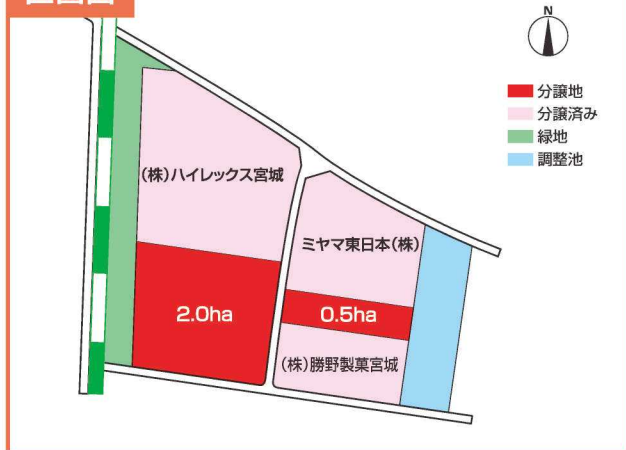 N
分譲地
分譲済み
緑地
調整池
(株)ハイレックス宮城
ミヤマ東日本(株)
2.0ha
0.5ha
(株)勝野製菓宮城